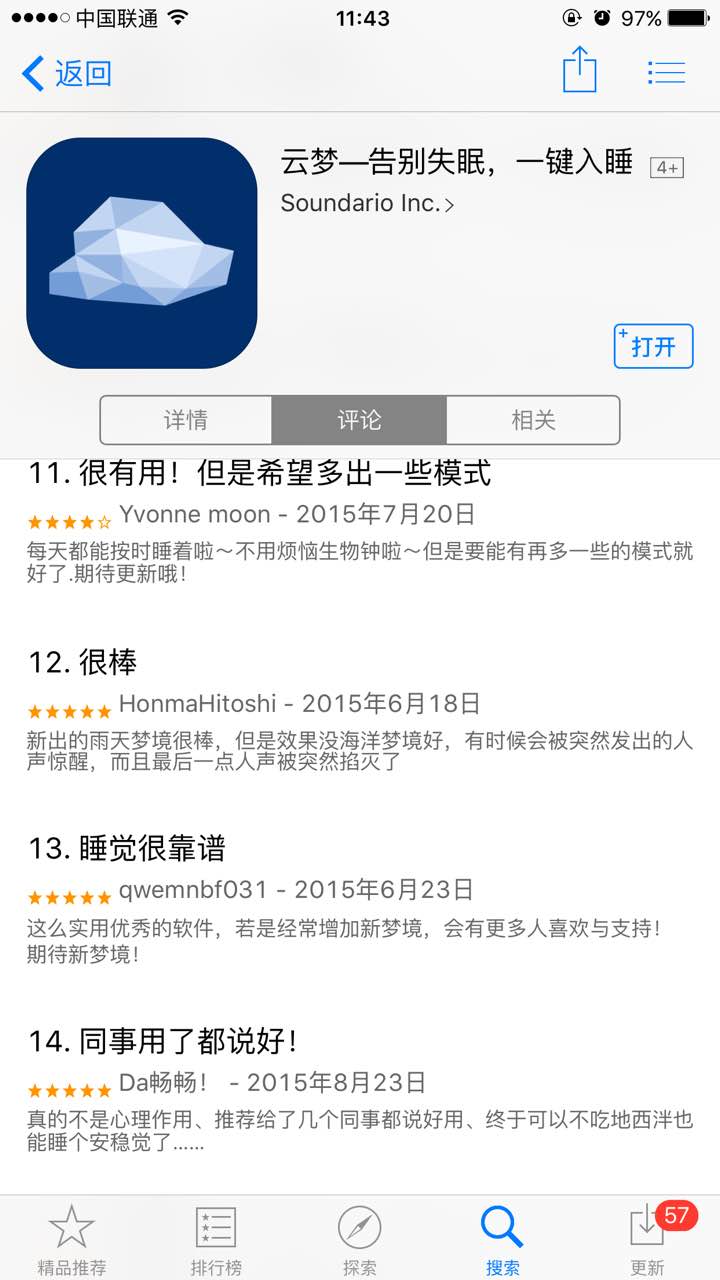 中国联通 11:43 97%
返回
云梦—告别失眠，一键入睡 4+
Soundario Inc.
+打开
详情 评论 相关
11. 很有用！但是希望多出一些模式
Yvonne moon - 2015年7月20日
每天都能按时睡着啦～不用烦恼生物钟啦～但是要能有再多一些的模式就
好了.期待更新哦！
12. 很棒
HonmaHitoshi - 2015年6月18日
新出的雨天梦境很棒，但是效果没海洋梦境好，有时候会被突然发出的人
声惊醒，而且最后一点人声被突然掐灭了
13. 睡觉很靠谱
qwemnbf031 - 2015年6月23日
这么实用优秀的软件，若是经常增加新梦境，会有更多人喜欢与支持！
期待新梦境！
14. 同事用了都说好！
Da畅畅！ - 2015年8月23日
真的不是心理作用、推荐给了几个同事都说好用、终于可以不吃地西泮也
能睡个安稳觉了……
57
精品推荐 排行榜 探索 搜索 更新